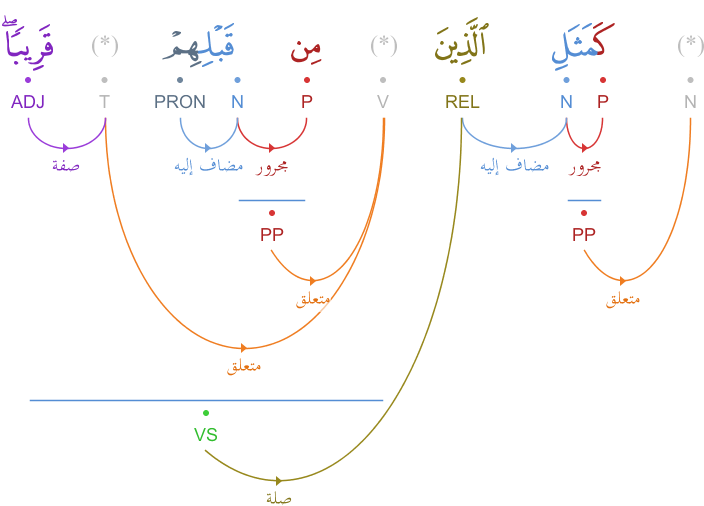 (*) كَمَثَلِ ٱلَّذِينَ (*) مِن قَبْلِهِمْ (*) قَرِيبًا ۖ
N P N REL V P N PRON T ADJ
مجرور مضاف إليه مجرور مضاف إليه صفة
PP PP
متعلق متعلق
متعلق
VS
صلة